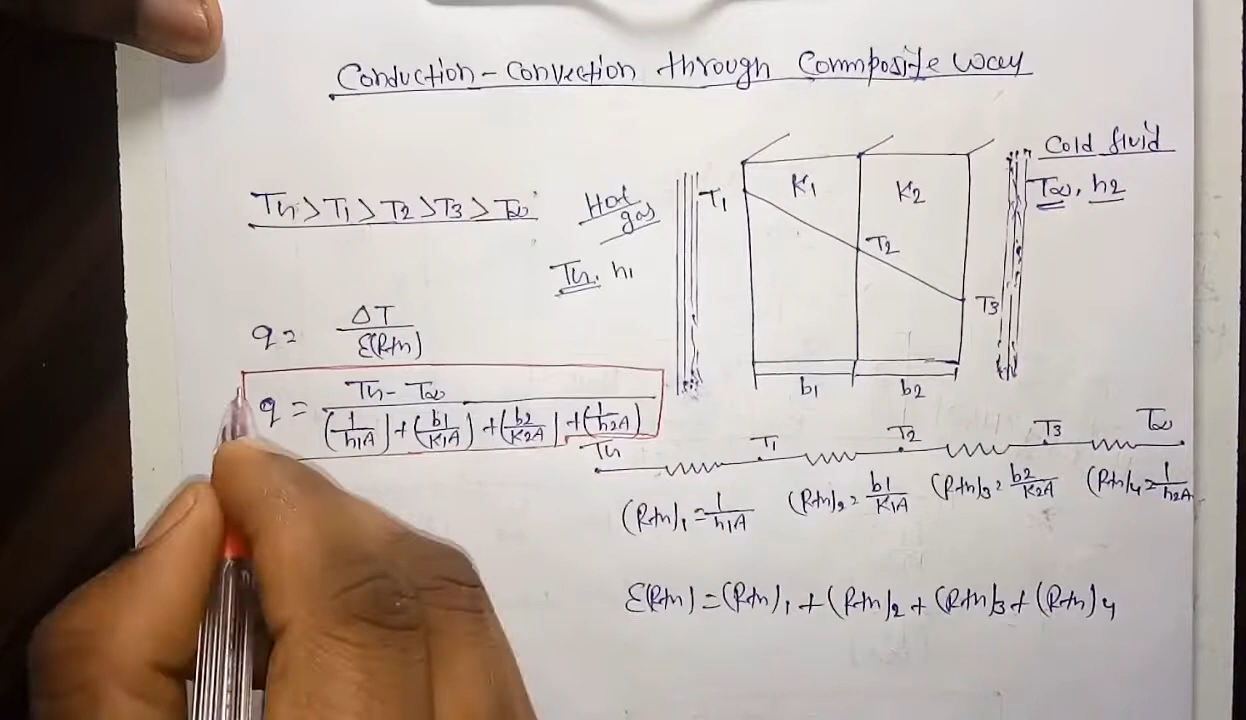 Conduction - Convection through Commposite Wall
Th > T1 > T2 > T3 > T∞
Hot gas
Th, h1
T1
K1
K2
T2
T3
Cold fluid
T∞, h2
b1
b2
q = ΔT / Σ(Rth)
q = Th - T∞ / (1/h1A) + (b1/K1A) + (b2/K2A) + (1/h2A)
Th T1 T2 T3 T∞
(Rth)1 = 1/h1A (Rth)2 = b1/K1A (Rth)3 = b2/K2A (Rth)4 = 1/h2A
Σ(Rth) = (Rth)1 + (Rth)2 + (Rth)3 + (Rth)4